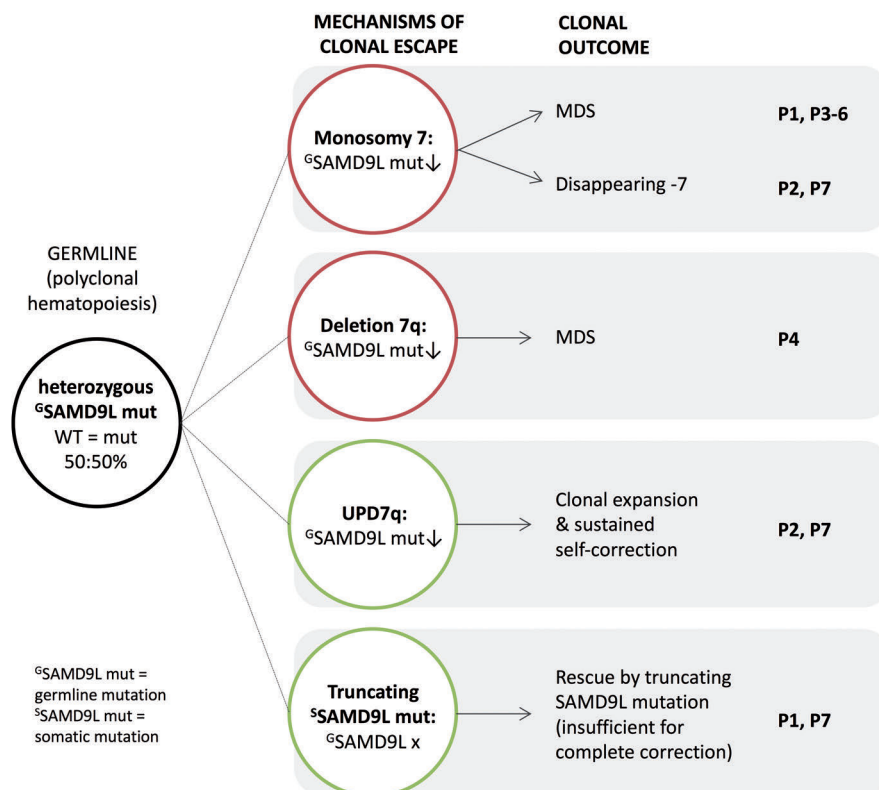 MECHANISMS OF
CLONAL ESCAPE
CLONAL
OUTCOME
GERMLINE
(polyclonal
hematopoiesis)
heterozygous
ᴳSAMD9L mut
WT = mut
50:50%
Monosomy 7:
ᴳSAMD9L mut↓
MDS
P1, P3-6
Disappearing -7
P2, P7
Deletion 7q:
ᴳSAMD9L mut↓
MDS
P4
UPD7q:
ᴳSAMD9L mut↓
Clonal expansion
& sustained
self-correction
P2, P7
Truncating
ˢSAMD9L mut:
ᴳSAMD9L x
Rescue by truncating
SAMD9L mutation
(insufficient for
complete correction)
P1, P7
ᴳSAMD9L mut =
germline mutation
ˢSAMD9L mut =
somatic mutation